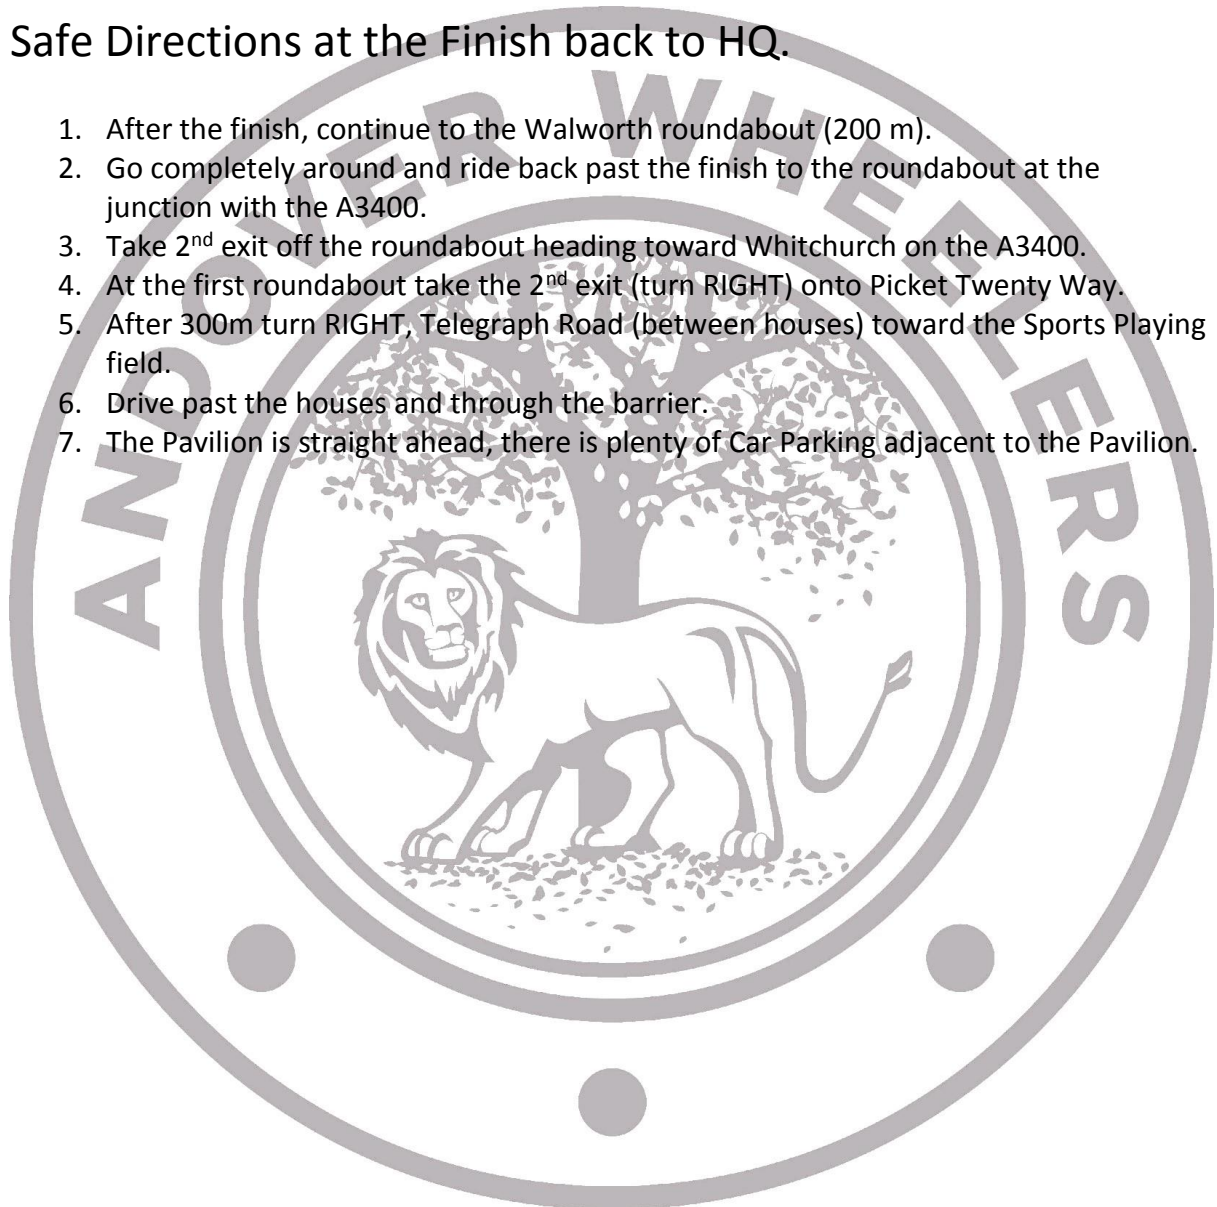 Safe Directions at the Finish back to HQ.
1. After the finish, continue to the Walworth roundabout (200 m).
2. Go completely around and ride back past the finish to the roundabout at the
junction with the A3400.
3. Take 2nd exit off the roundabout heading toward Whitchurch on the A3400.
4. At the first roundabout take the 2nd exit (turn RIGHT) onto Picket Twenty Way.
5. After 300m turn RIGHT, Telegraph Road (between houses) toward the Sports Playing
field.
6. Drive past the houses and through the barrier.
7. The Pavilion is straight ahead, there is plenty of Car Parking adjacent to the Pavilion.
ANDOVER WHEELERS